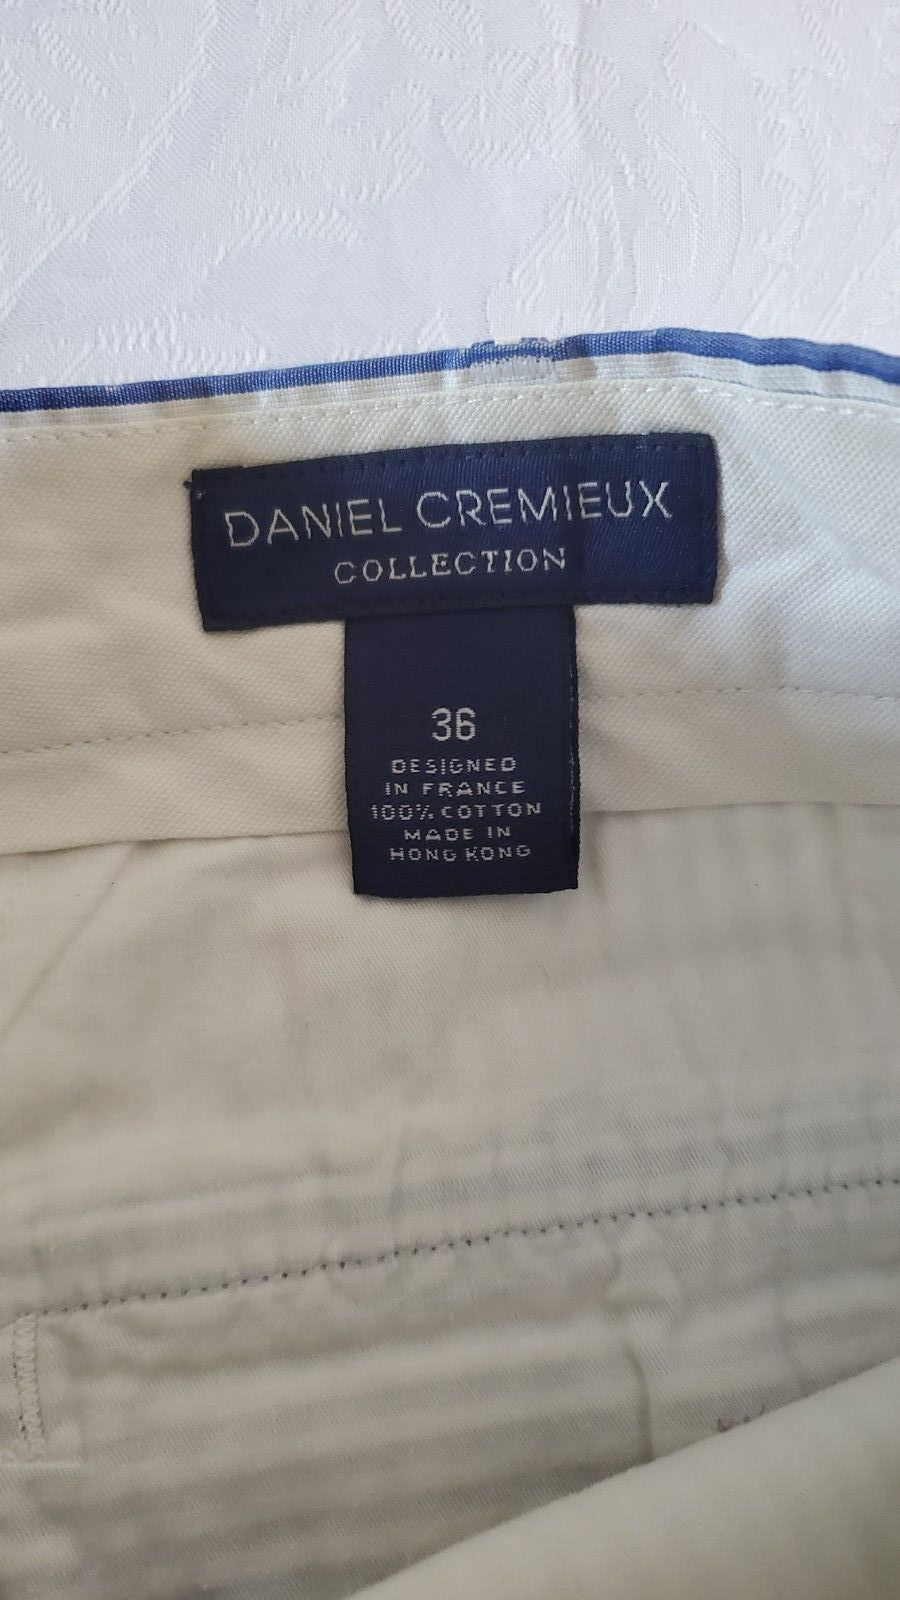 DANIEL CREMIEUX
COLLECTION
36
DESIGNED
IN FRANCE
100% COTTON
MADE IN
HONG KONG